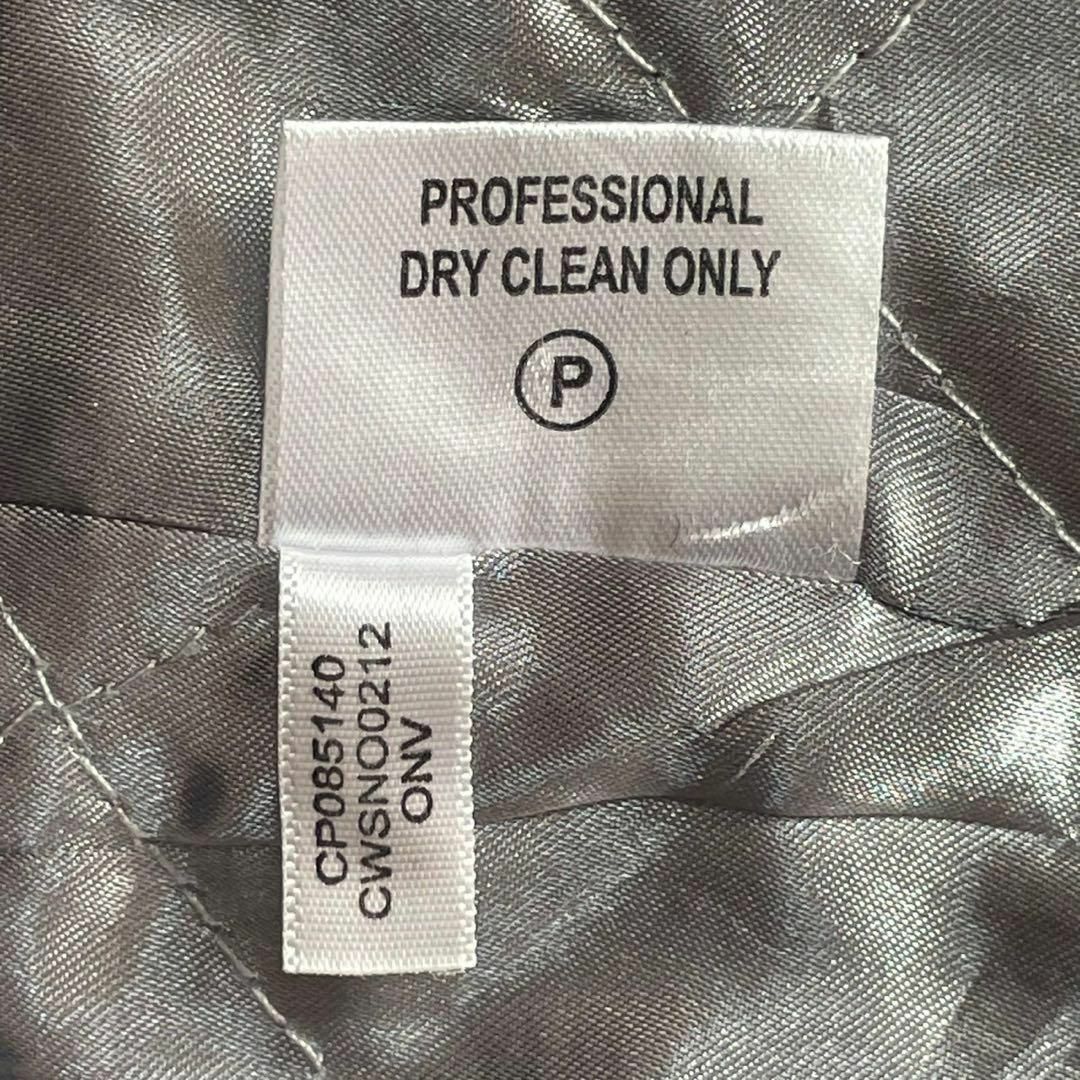 PROFESSIONAL
DRY CLEAN ONLY
P
CP085140
CWSNO0212
ONV